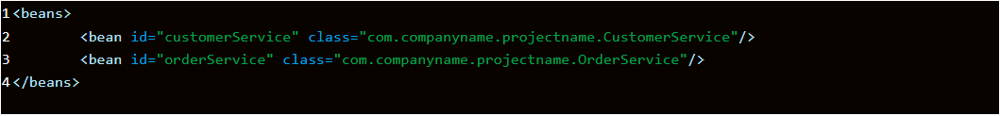 1<beans>
2        <bean id="customerService" class="com.companyname.projectname.CustomerService"/>
3        <bean id="orderService" class="com.companyname.projectname.OrderService"/>
4</beans>